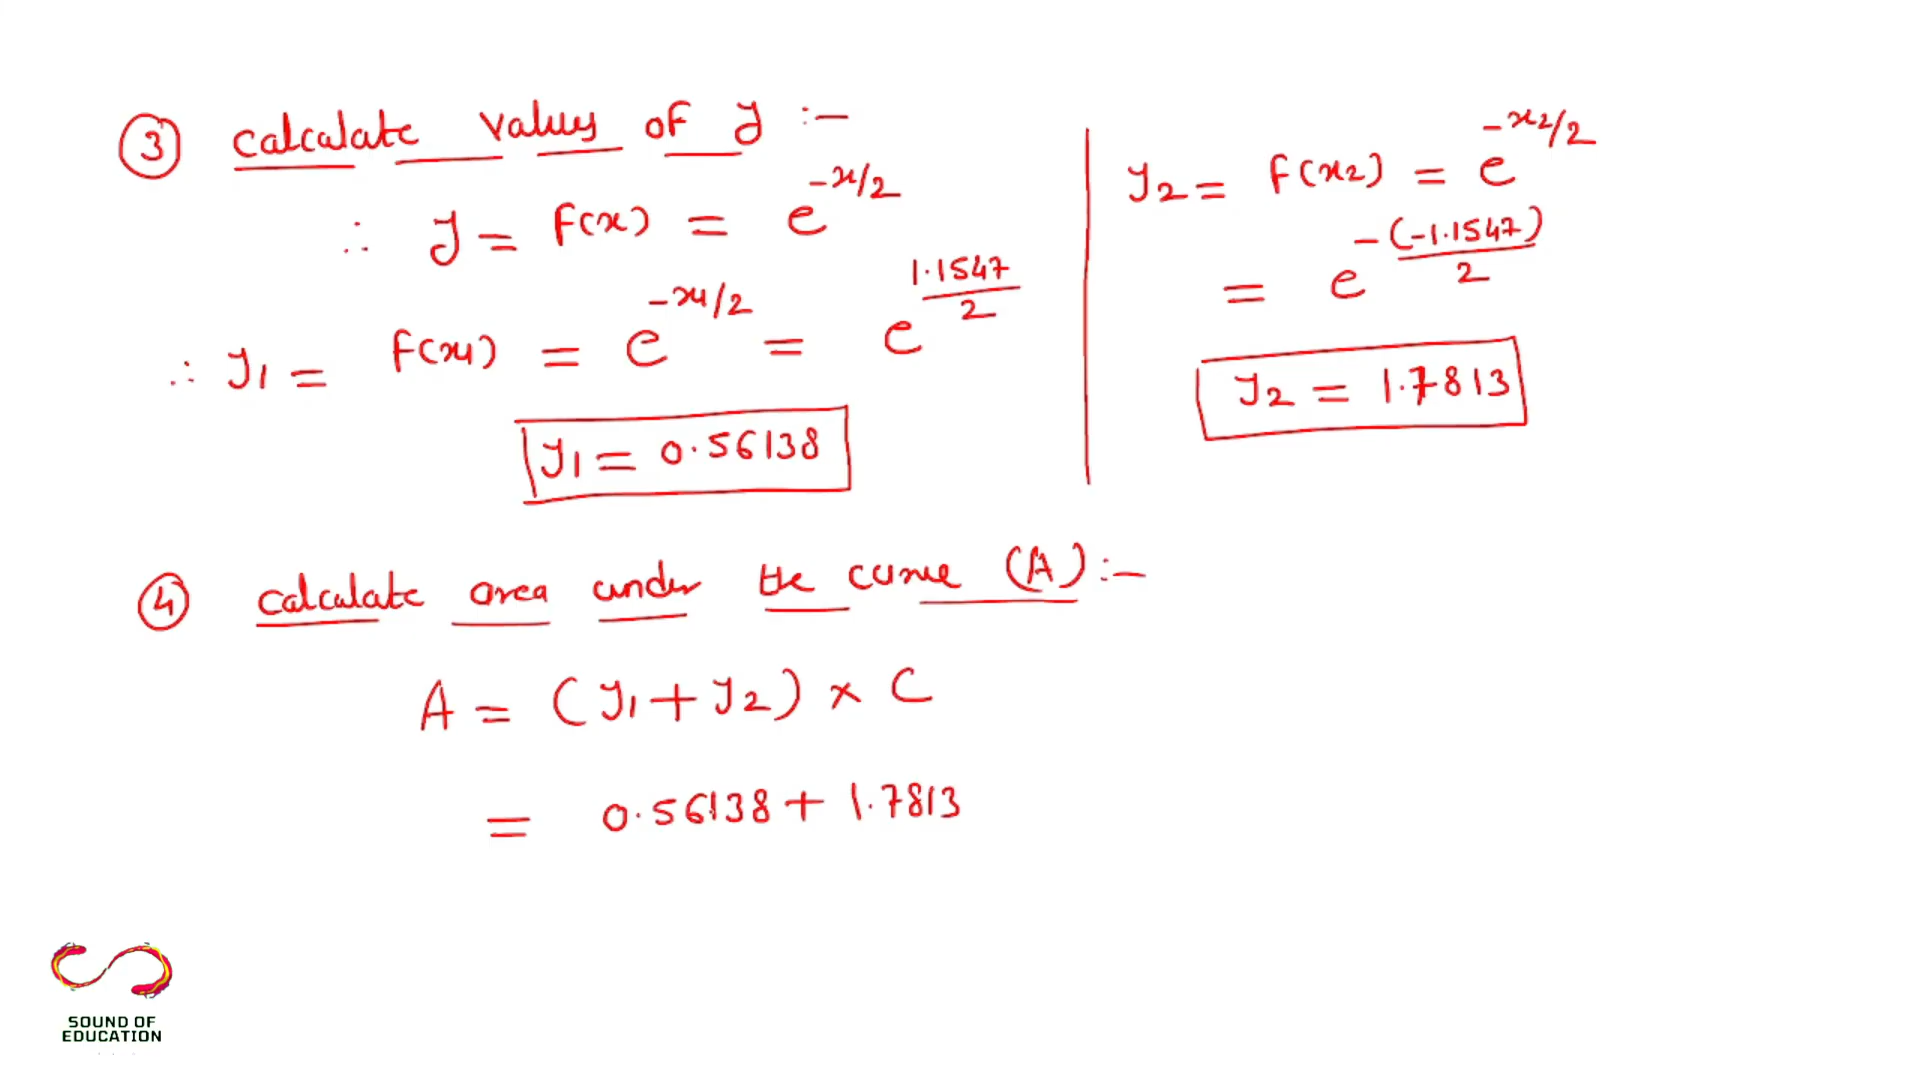 ③ calculate values of y :-
∴ y = f(x) = e^{-x/2}
∴ y1 = f(x1) = e^{-x1/2} = e^{1.1547/2}
y1 = 0.56138
y2 = f(x2) = e^{-x2/2}
= e^{-(-1.1547)/2}
y2 = 1.7813
④ calculate area under the curve (A) :-
A = (y1 + y2) × C
= 0.56138 + 1.7813
SOUND OF
EDUCATION